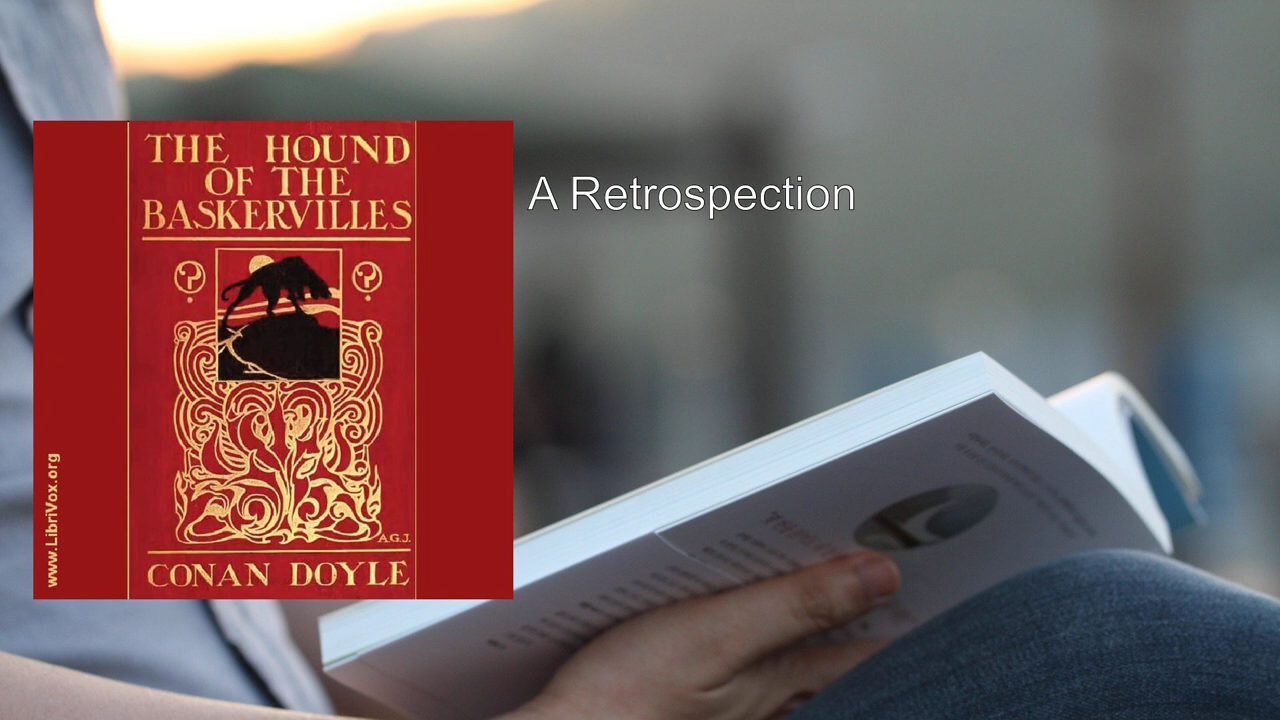 THE HOUND
OF THE
BASKERVILLES
A Retrospection
? ?
A.G.J.
CONAN DOYLE
www.LibriVox.org